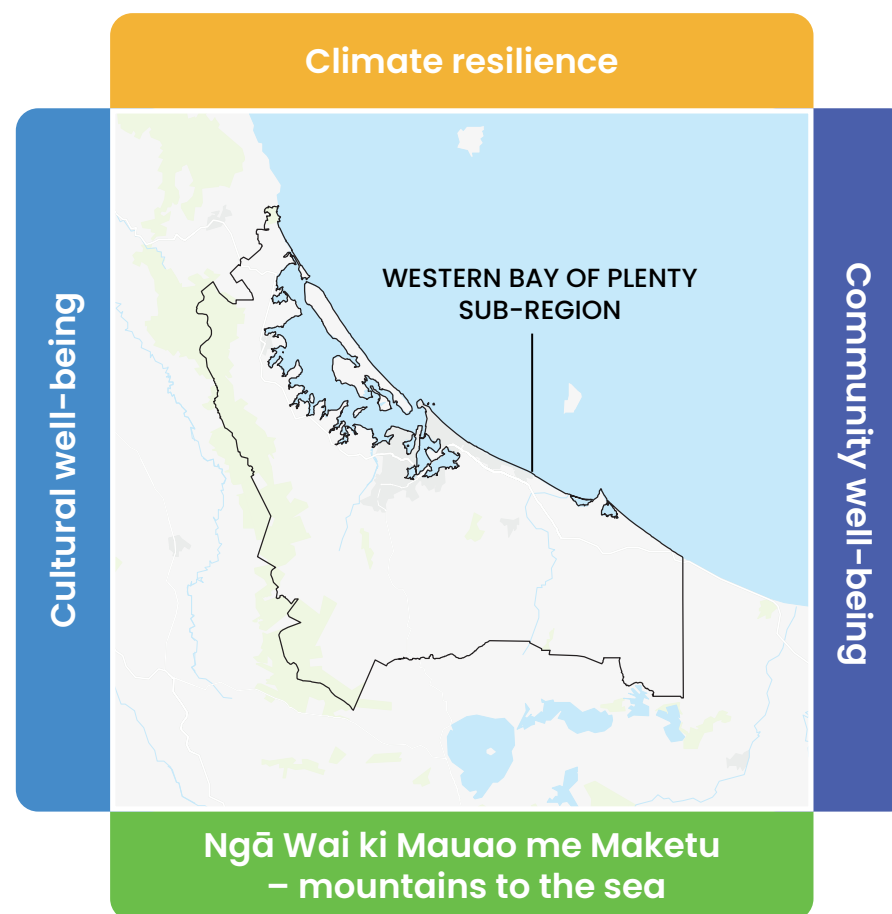 Climate resilience
Cultural well-being
WESTERN BAY OF PLENTY
SUB-REGION
Community well-being
Ngā Wai ki Mauao me Maketu
– mountains to the sea